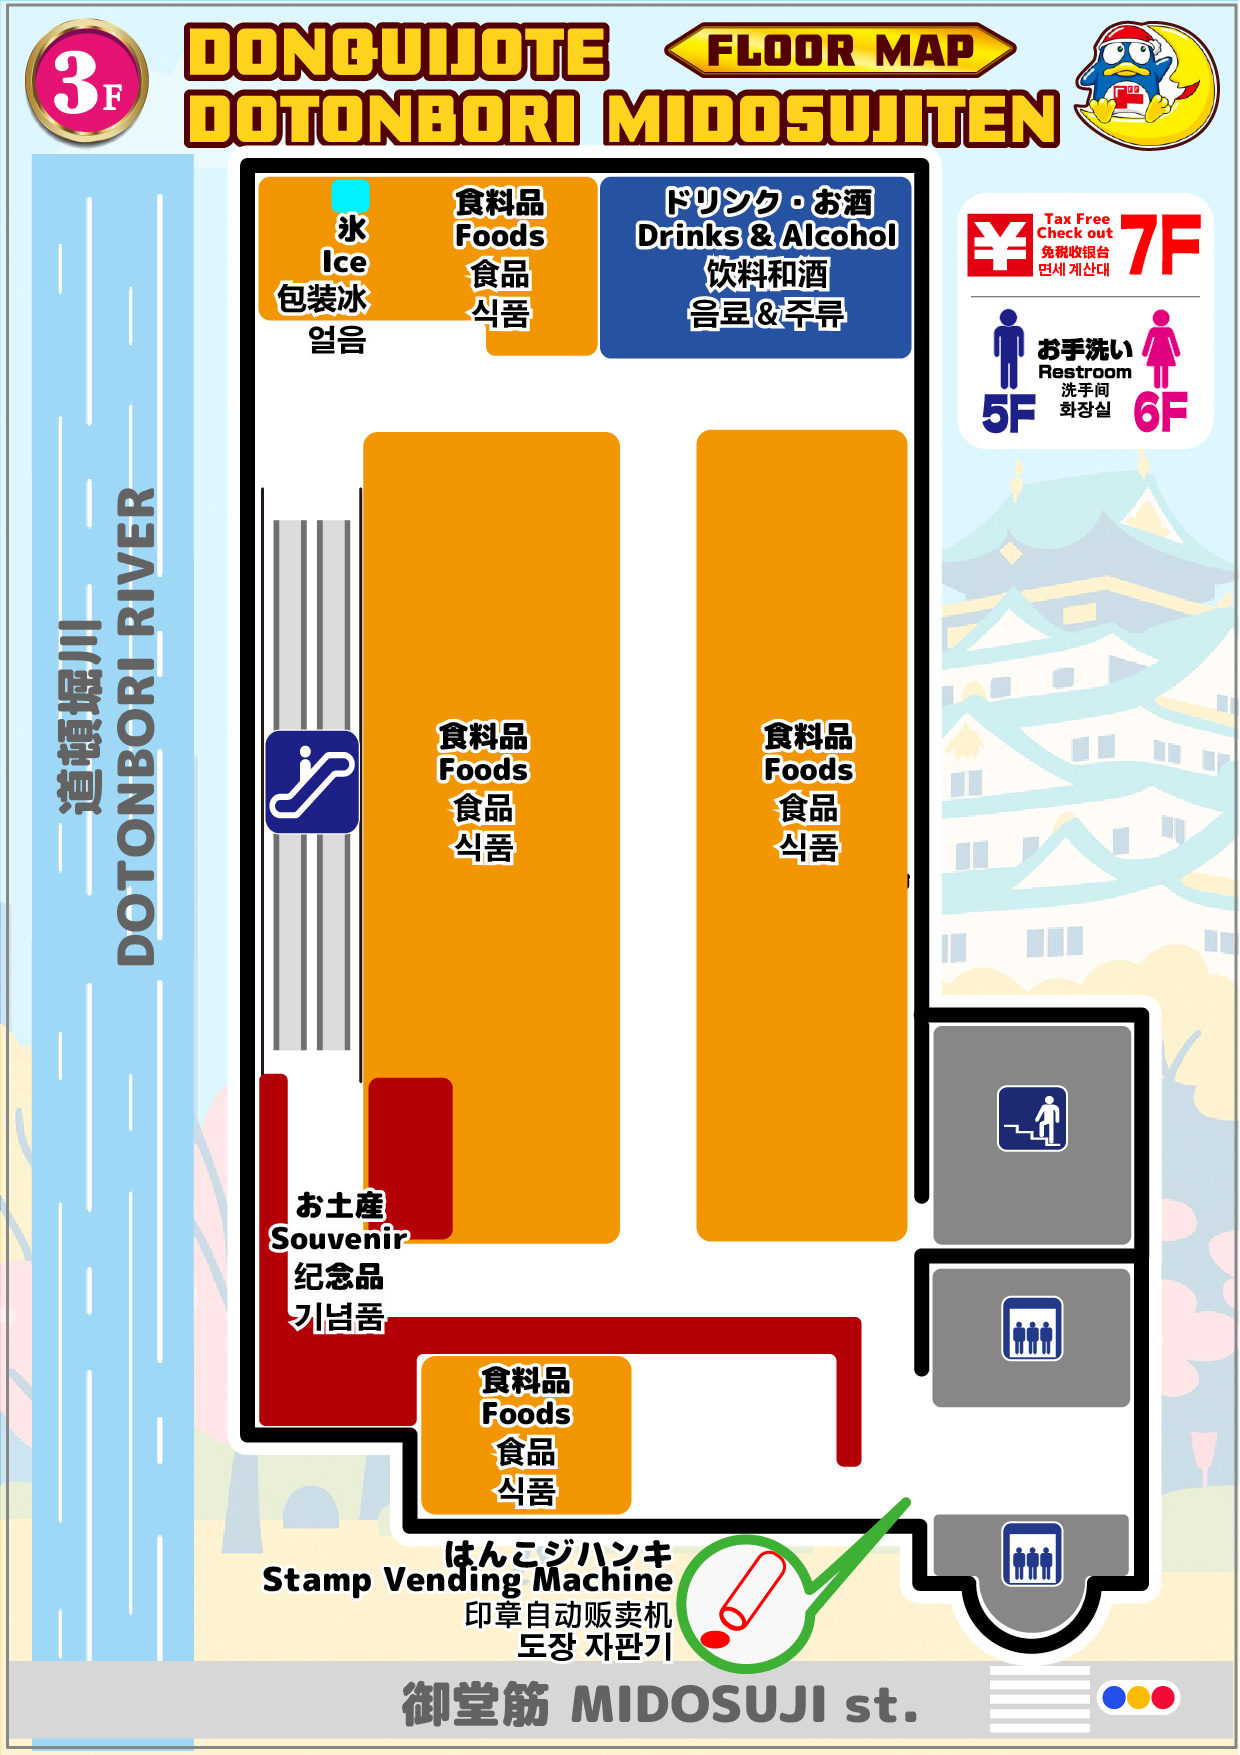 3F
DONQUIJOTE
DOTONBORI MIDOSUJITEN
FLOOR MAP
Tax Free
Check out
免税收银台
면세 계산대
7F
お手洗い
Restroom
洗手间
화장실
5F
6F
氷
Ice
包装冰
얼음
食料品
Foods
食品
식품
ドリンク・お酒
Drinks & Alcohol
饮料和酒
음료 & 주류
道頓堀川
DOTONBORI RIVER
食料品
Foods
食品
식품
食料品
Foods
食品
식품
お土産
Souvenir
纪念品
기념품
食料品
Foods
食品
식품
はんこジハンキ
Stamp Vending Machine
印章自动贩卖机
도장 자판기
御堂筋 MIDOSUJI st.